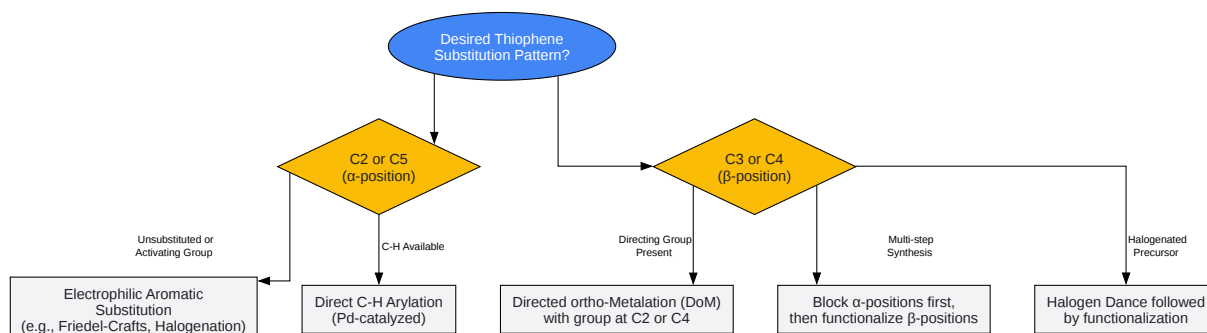 Desired Thiophene
Substitution Pattern?
C2 or C5
(α-position)
C3 or C4
(β-position)
Unsubstituted or
Activating Group
C-H Available
Directing Group
Present
Multi-step
Synthesis
Halogenated
Precursor
Electrophilic Aromatic
Substitution
(e.g., Friedel-Crafts, Halogenation)
Direct C-H Arylation
(Pd-catalyzed)
Directed ortho-Metalation (DoM)
with group at C2 or C4
Block α-positions first,
then functionalize β-positions
Halogen Dance followed
by functionalization